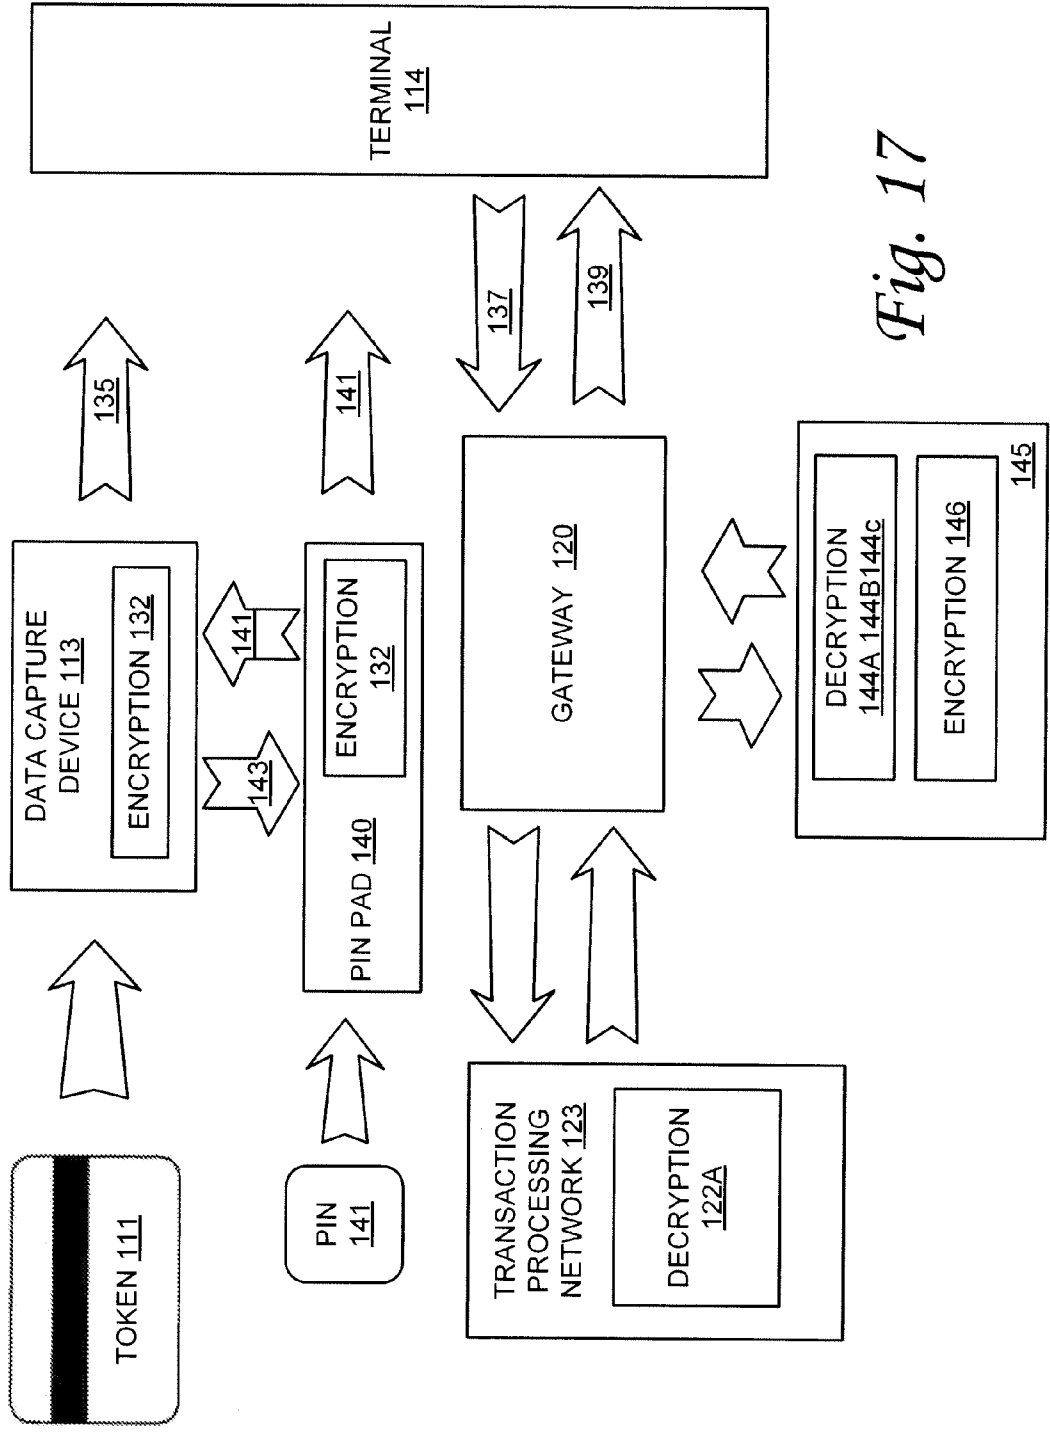 TOKEN 111
DATA CAPTURE
DEVICE 113
ENCRYPTION 132
135
PIN
141
PIN PAD 140
ENCRYPTION
132
143
141
141
TERMINAL
114
TRANSACTION
PROCESSING
NETWORK 123
DECRYPTION
122A
GATEWAY 120
137
139
DECRYPTION
144A 144B144c
ENCRYPTION 146
145
Fig. 17